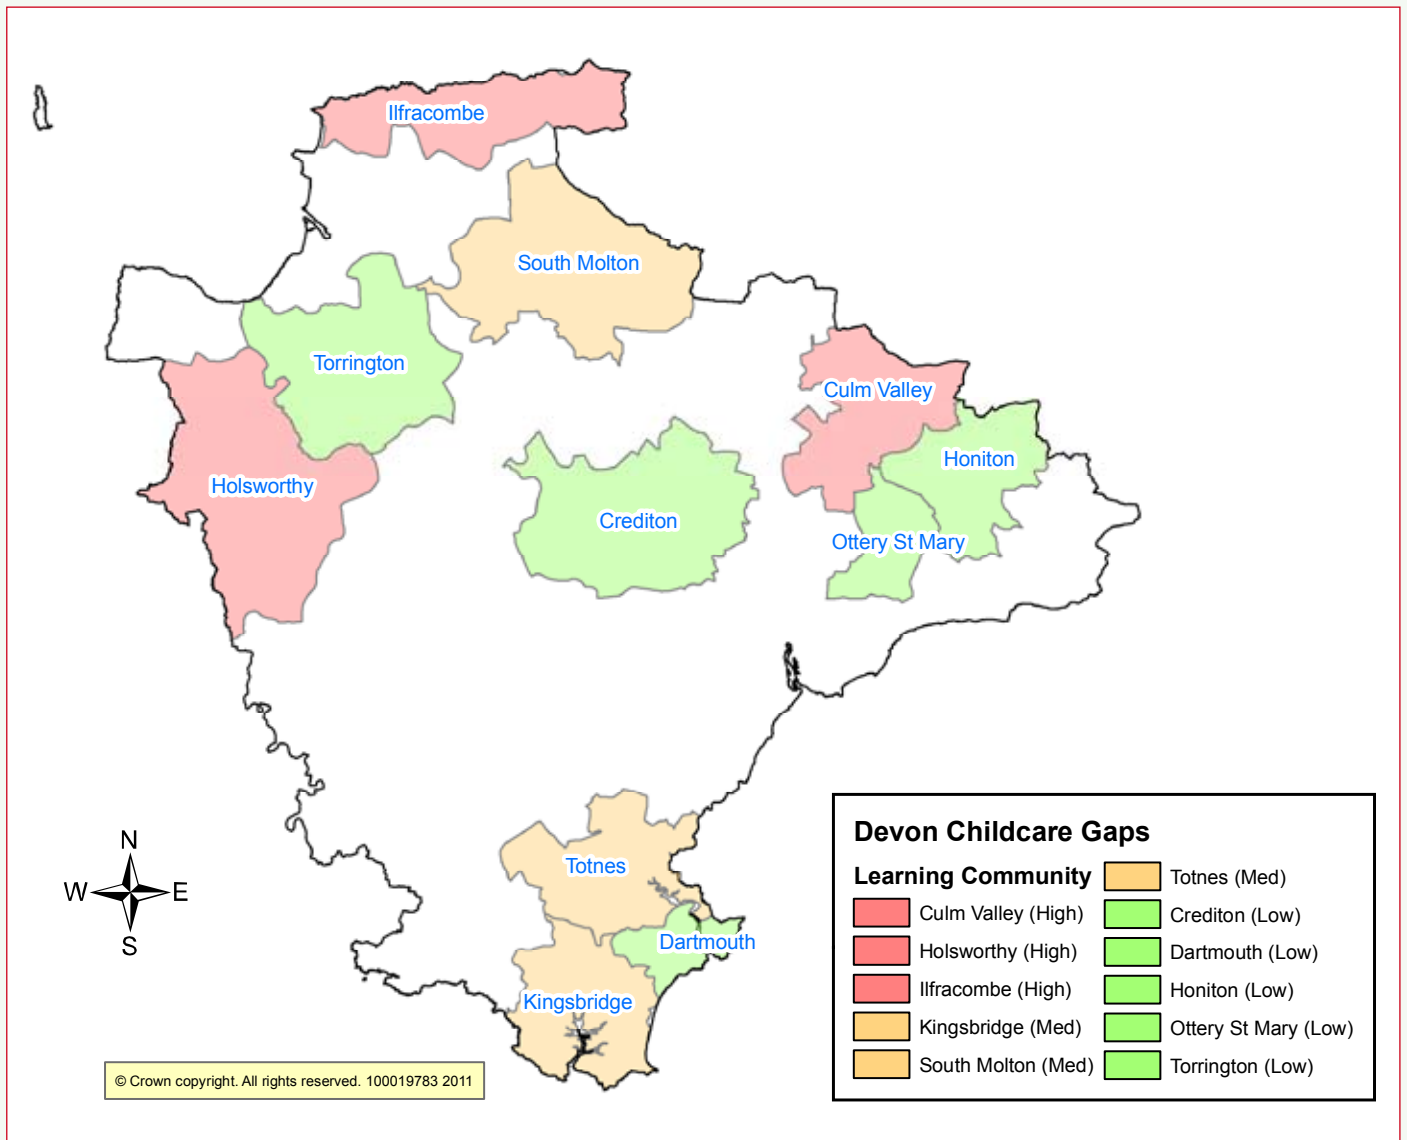 Ilfracombe
South Molton
Torrington
Culm Valley
Honiton
Holsworthy
Crediton
Ottery St Mary
Totnes
Dartmouth
Kingsbridge
N
W E
S
© Crown copyright. All rights reserved. 100019783 2011
Devon Childcare Gaps
Learning Community
Culm Valley (High)
Holsworthy (High)
Ilfracombe (High)
Kingsbridge (Med)
South Molton (Med)
Totnes (Med)
Crediton (Low)
Dartmouth (Low)
Honiton (Low)
Ottery St Mary (Low)
Torrington (Low)